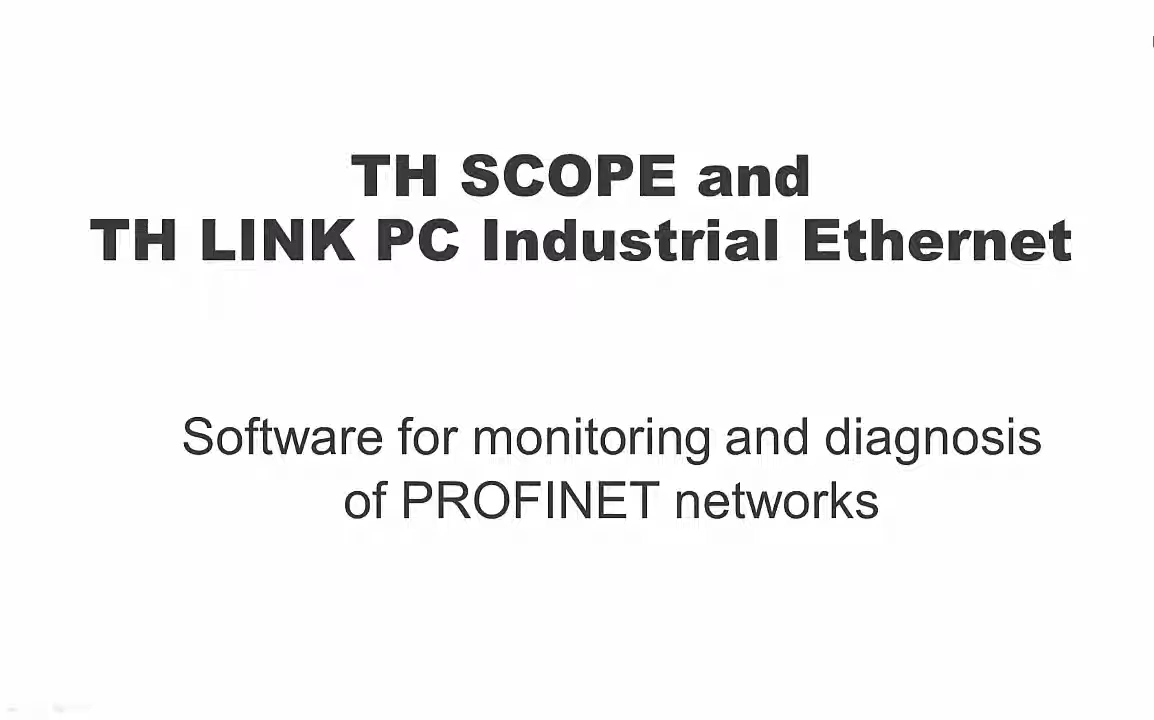 TH SCOPE and
TH LINK PC Industrial Ethernet
Software for monitoring and diagnosis
of PROFINET networks